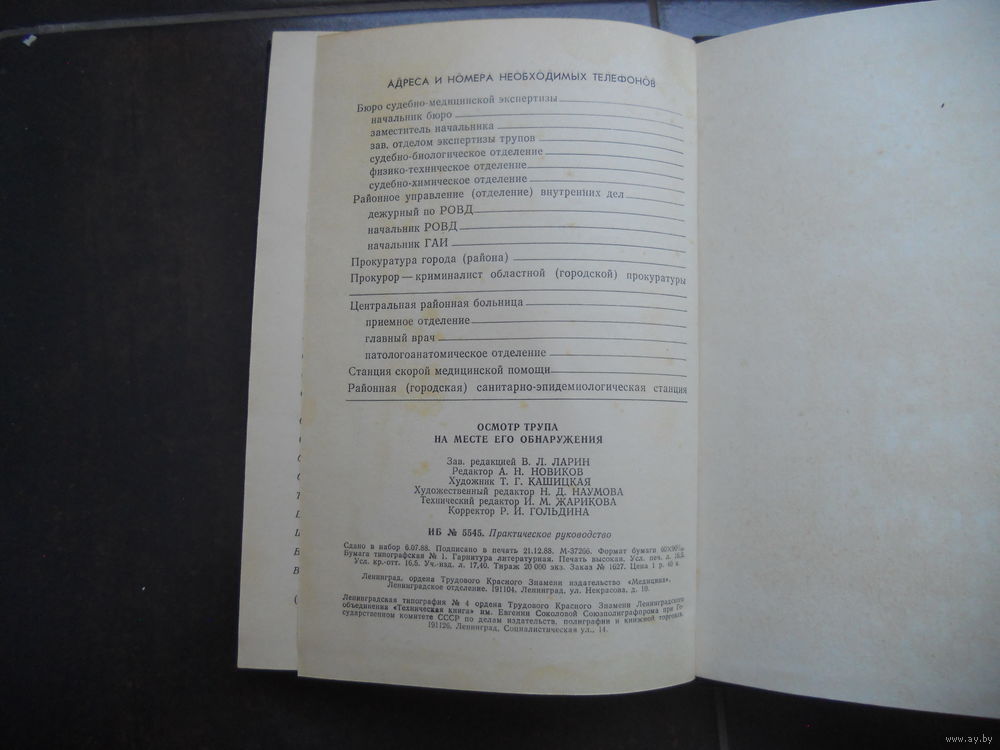 АДРЕСА И НОМЕРА НЕОБХОДИМЫХ ТЕЛЕФОНОВ
Бюро судебно-медицинской экспертизы
начальник бюро
заместитель начальника
зав. отделом экспертизы трупов
судебно-биологическое отделение
физико-техническое отделение
судебно-химическое отделение
Районное управление (отделение) внутренних дел
дежурный по РОВД
начальник РОВД
начальник ГАИ
Прокуратура города (района)
Прокурор — криминалист областной (городской) прокуратуры
Центральная районная больница
приемное отделение
главный врач
патологоанатомическое отделение
Станция скорой медицинской помощи
Районная (городская) санитарно-эпидемиологическая станция
ОСМОТР ТРУПА
НА МЕСТЕ ЕГО ОБНАРУЖЕНИЯ
Зав. редакцией В. Л. ЛАРИН
Редактор А. Н. НОВИКОВ
Художник Т. Г. КАШИЦКАЯ
Художественный редактор Н. Д. НАУМОВА
Технический редактор И. М. ЖАРИКОВА
Корректор Р. И. ГОЛЬДИНА
ИБ № 5545. Практическое руководство
Сдано в набор 6.07.88. Подписано в печать 21.12.88. М-37266. Формат бумаги
Бумага типографская № 1. Гарнитура литературная. Печать высокая. Усл. печ. л.
Усл. кр.-отт. 16,5. Уч.-изд. л. 17,40. Тираж 20 000 экз. Заказ № 1627. Цена 1 р. 40 к.
Ленинград, ордена Трудового Красного Знамени издательство «Медицина»,
Ленинградское отделение. 191104, Ленинград, ул. Некрасова, д. 10.
Ленинградская типография № 4 ордена Трудового Красного Знамени Ленинградского
объединения «Техническая книга» им. Евгении Соколовой Союзполиграфпрома при Го-
сударственном комитете СССР по делам издательств, полиграфии и книжной торговли.
191126, Ленинград, Социалистическая ул., 14.
www.ay.by